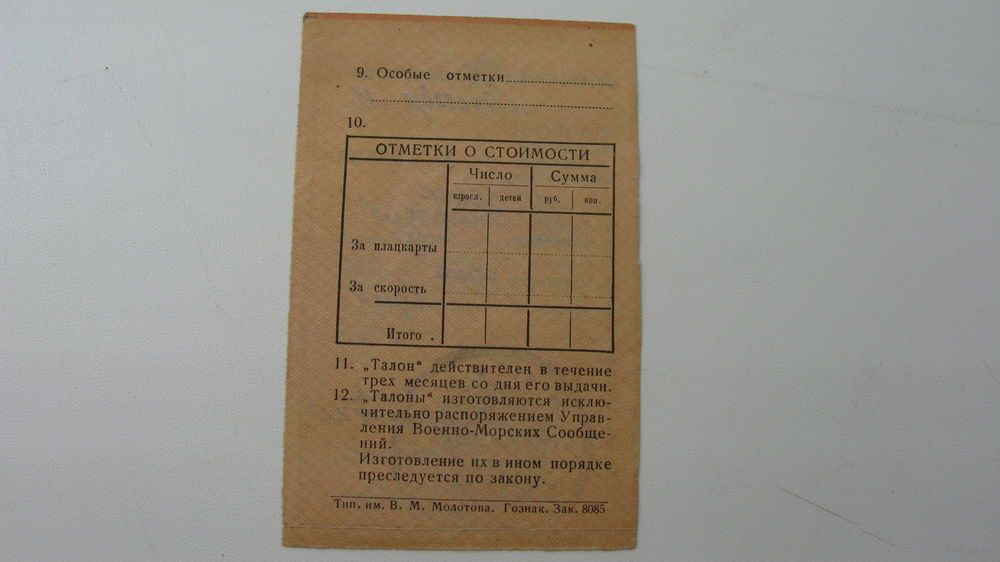 9. Особые отметки
10.
ОТМЕТКИ О СТОИМОСТИ
Число Сумма
взросл. детей руб. коп.
За плацкарты
За скорость
Итого .
11. „Талон“ действителен в течение
трех месяцев со дня его выдачи.
12. „Талоны“ изготовляются исклю-
чительно распоряжением Управ-
ления Военно-Морских Сообще-
ний.
Изготовление их в ином порядке
преследуется по закону.
Тип. им. В. М. Молотова. Гознак. Зак. 8085